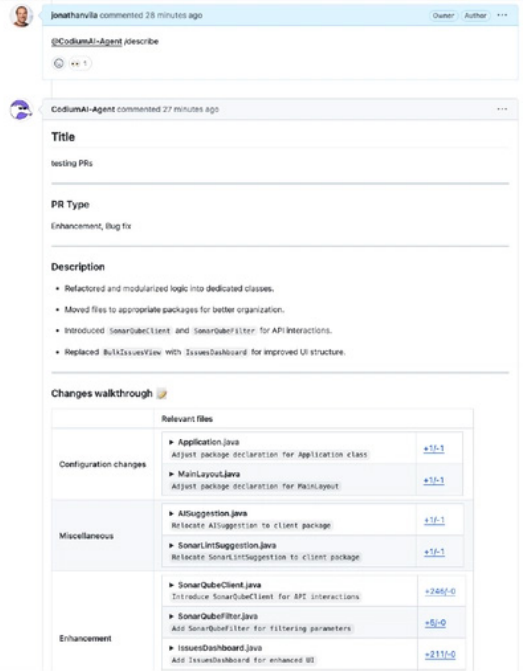 jonathanvila commented 28 minutes ago Owner Author ...
@CodiumAI-Agent /describe
1
CodiumAI-Agent commented 27 minutes ago ...
Title
testing PRs
PR Type
Enhancement, Bug fix
Description
• Refactored and modularized logic into dedicated classes.
• Moved files to appropriate packages for better organization.
• Introduced SonarQubeClient and SonarQubeFilter for API interactions.
• Replaced BulkIssuesView with IssuesDashboard for improved UI structure.
Changes walkthrough 📝
Relevant files
Configuration changes
▸ Application.java
Adjust package declaration for Application class
+1/-1
▸ MainLayout.java
Adjust package declaration for MainLayout
+1/-1
Miscellaneous
▸ AISuggestion.java
Relocate AISuggestion to client package
+1/-1
▸ SonarLintSuggestion.java
Relocate SonarLintSuggestion to client package
+1/-1
Enhancement
▸ SonarQubeClient.java
Introduce SonarQubeClient for API interactions
+246/-0
▸ SonarQubeFilter.java
Add SonarQubeFilter for filtering parameters
▸ IssuesDashboard.java
Add IssuesDashboard for enhanced UI
+211/-0